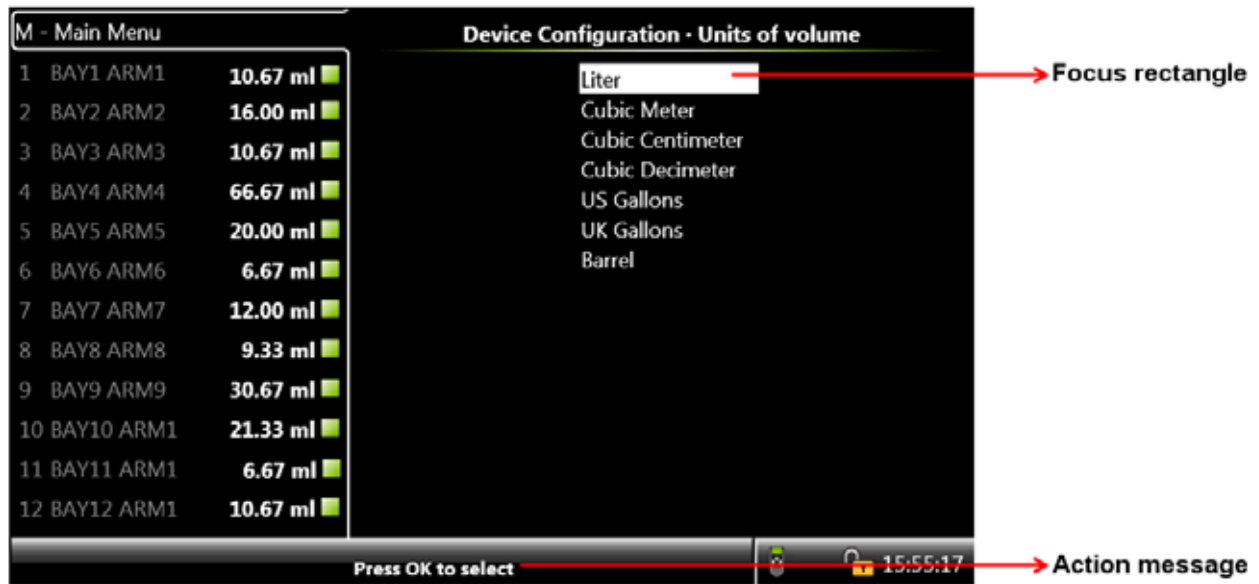 M - Main Menu
1 BAY1 ARM1 10.67 ml
2 BAY2 ARM2 16.00 ml
3 BAY3 ARM3 10.67 ml
4 BAY4 ARM4 66.67 ml
5 BAY5 ARM5 20.00 ml
6 BAY6 ARM6 6.67 ml
7 BAY7 ARM7 12.00 ml
8 BAY8 ARM8 9.33 ml
9 BAY9 ARM9 30.67 ml
10 BAY10 ARM1 21.33 ml
11 BAY11 ARM1 6.67 ml
12 BAY12 ARM1 10.67 ml
Device Configuration · Units of volume
Liter
Cubic Meter
Cubic Centimeter
Cubic Decimeter
US Gallons
UK Gallons
Barrel
Focus rectangle
Press OK to select
15:55:17
Action message